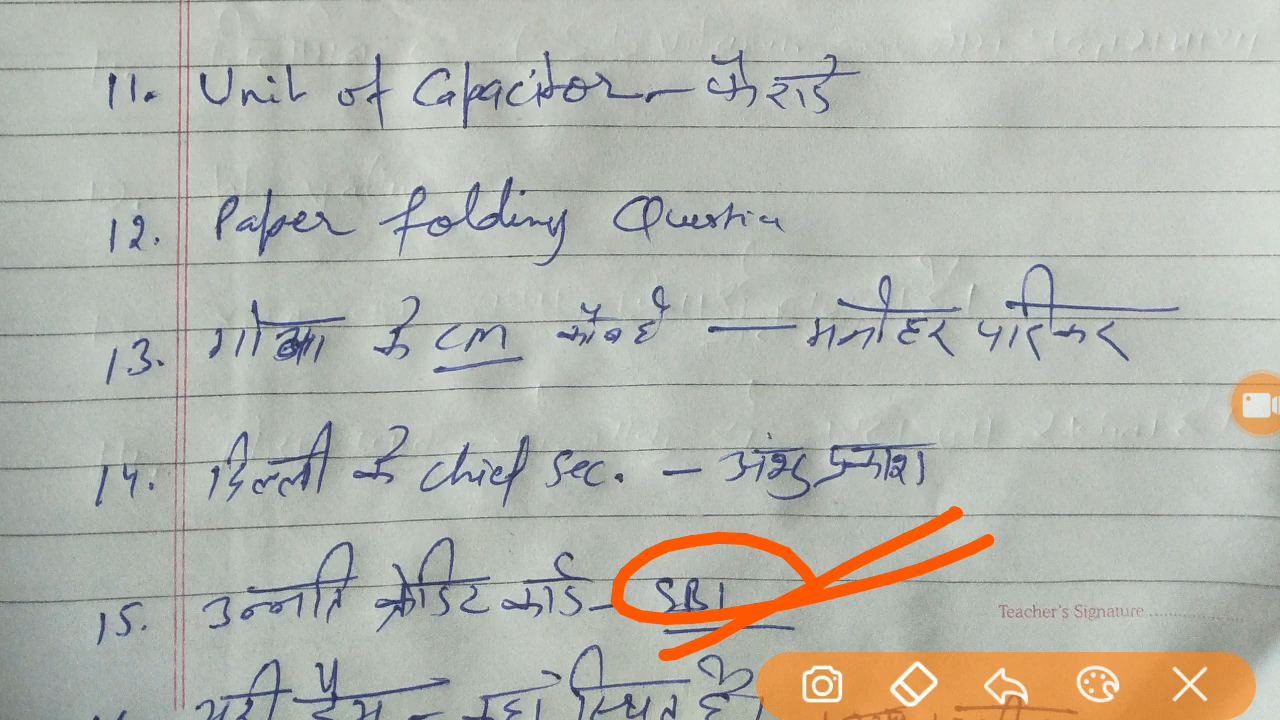 11. Unit of Capacitor - फैराडे
12. Paper folding Question
13. गोआ के CM कौन है — मनोहर पारिकर
14. दिल्ली के chief Sec. - अंशु प्रकाश
15. उन्नति क्रेडिट कार्ड - SBI
Teacher's Signature
कहाँ स्थित है।